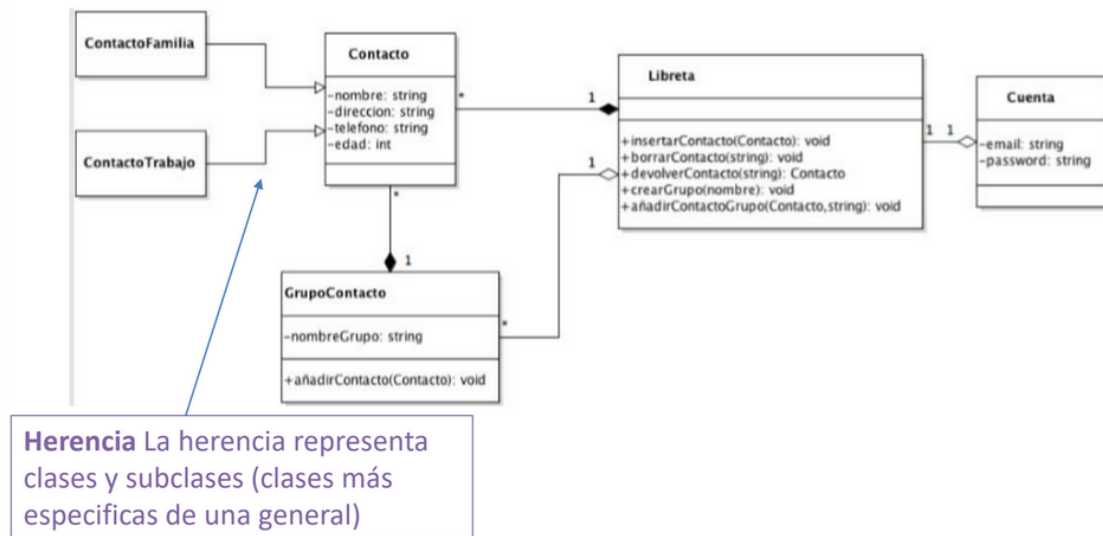 ContactoFamilia
ContactoTrabajo
Contacto
-nombre: string
-direccion: string
-telefono: string
-edad: int
*
1
*
1
GrupoContacto
-nombreGrupo: string
+añadirContacto(Contacto): void
*
1
Libreta
+insertarContacto(Contacto): void
+borrarContacto(string): void
+devolverContacto(string): Contacto
+crearGrupo(nombre): void
+añadirContactoGrupo(Contacto,string): void
1 1
Cuenta
-email: string
-password: string
Herencia La herencia representa
clases y subclases (clases más
especificas de una general)